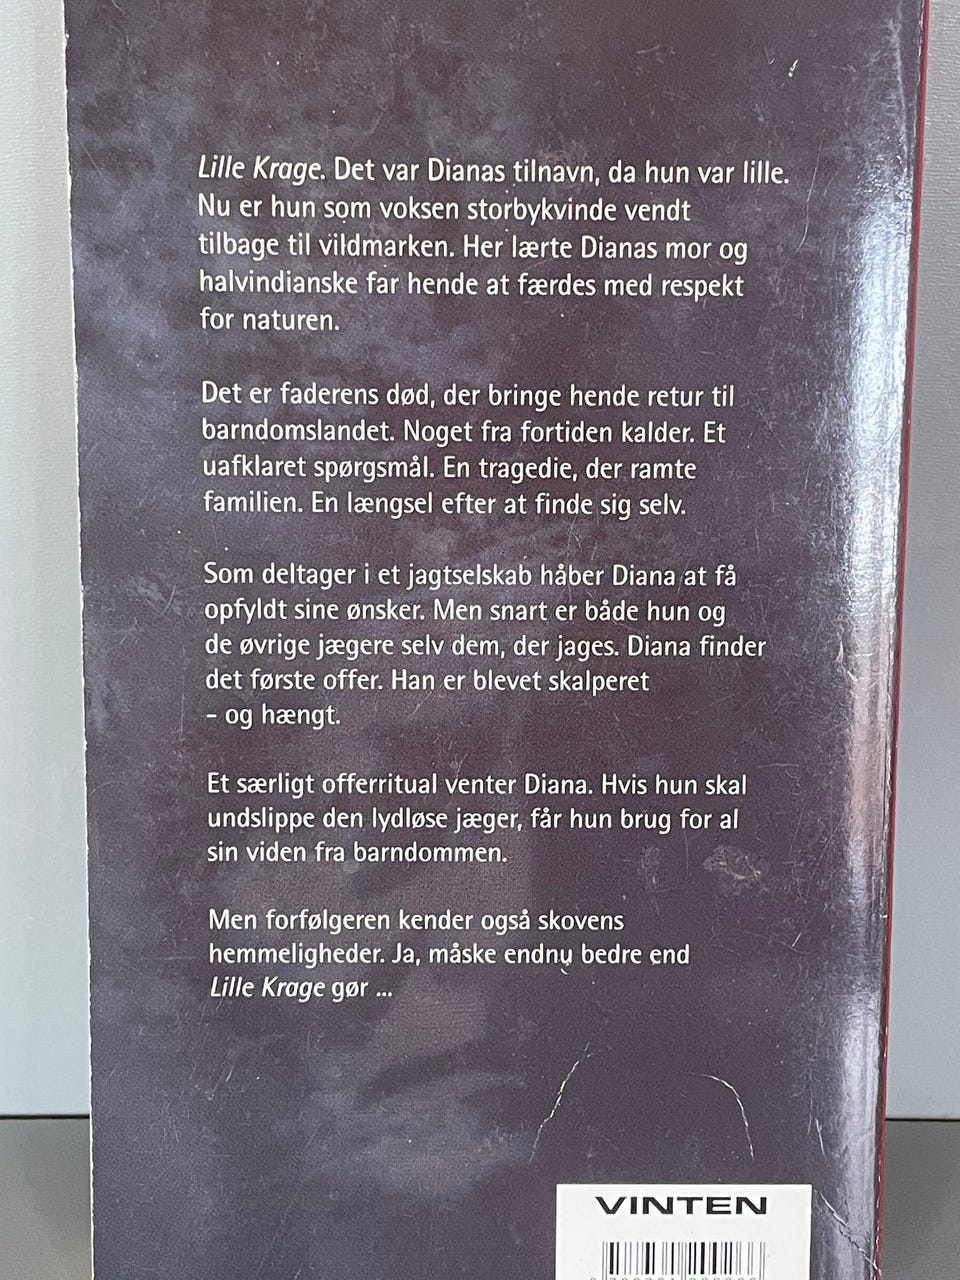 Lille Krage. Det var Dianas tilnavn, da hun var lille.
Nu er hun som voksen storbykvinde vendt
tilbage til vildmarken. Her lærte Dianas mor og
halvindianske far hende at færdes med respekt
for naturen.
Det er faderens død, der bringe hende retur til
barndomslandet. Noget fra fortiden kalder. Et
uafklaret spørgsmål. En tragedie, der ramte
familien. En længsel efter at finde sig selv.
Som deltager i et jagtselskab håber Diana at få
opfyldt sine ønsker. Men snart er både hun og
de øvrige jægere selv dem, der jages. Diana finder
det første offer. Han er blevet skalperet
- og hængt.
Et særligt offerritual venter Diana. Hvis hun skal
undslippe den lydløse jæger, får hun brug for al
sin viden fra barndommen.
Men forfølgeren kender også skovens
hemmeligheder. Ja, måske endnu bedre end
Lille Krage gør ...
VINTEN